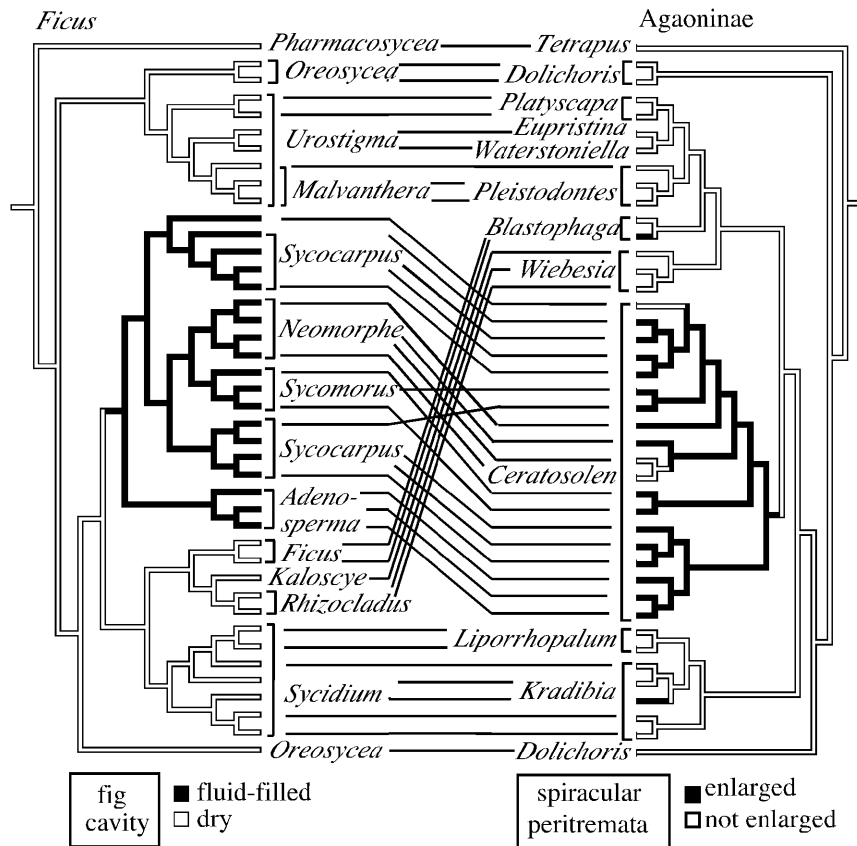 Ficus
Agaoninae
Pharmacosycea
Tetrapus
Oreosycea
Dolichoris
Platyscapa
Urostigma
Eupristina
Waterstoniella
Malvanthera
Pleistodontes
Blastophaga
Sycocarpus
Wiebesia
Neomorphe
Sycomorus
Sycocarpus
Ceratosolen
Adeno-
sperma
Ficus
Kaloscye
Rhizocladus
Liporrhopalum
Sycidium
Kradibia
Oreosycea
Dolichoris
fig
cavity
fluid-filled
dry
spiracular
peritremata
enlarged
not enlarged